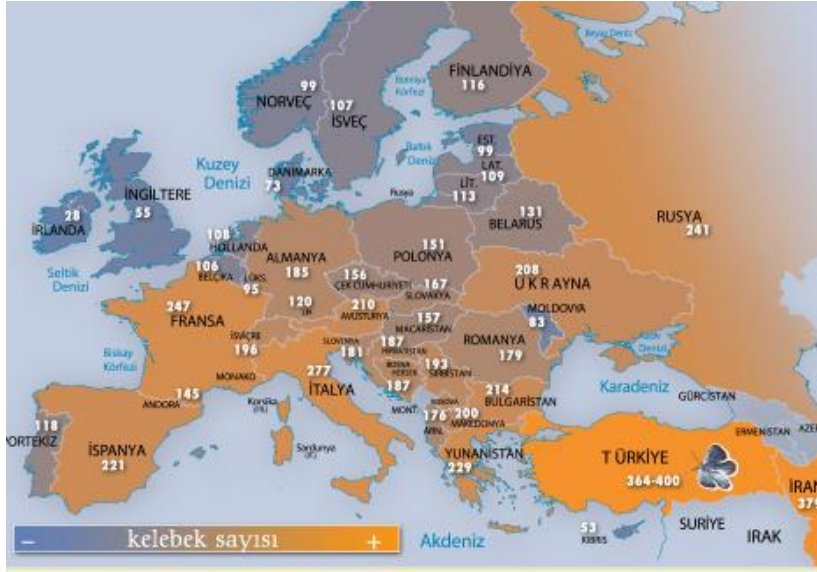 Beyaz Deniz
FİNLANDİYA
116
Botniya
Körfezi
99
NORVEÇ
107
İSVEÇ
EST.
99
LAT.
109
Baltık
Denizi
Kuzey
Denizi
DANİMARKA
73
Rusya
LİT.
113
İNGİLTERE
55
28
İRLANDA
131
BELARUS
RUSYA
241
108
HOLLANDA
ALMANYA
185
151
POLONYA
Seltik
Denizi
106
BELÇİKA
LÜKS.
95
156
ÇEK CUMHURİYETİ
167
SLOVAKYA
208
UKRAYNA
MOLDOVYA
83
247
FRANSA
120
210
AVUSTURYA
157
MACARİSTAN
ROMANYA
179
Azak
Denizi
Biskay
Körfezi
İSVİÇRE
196
SLOVENYA
181
187
HIRVATİSTAN
BOSNA
HERSEK
187
193
SIRBİSTAN
MONAKO
277
İTALYA
145
ANDORA
Korsika
(FR.)
MONT.
KOSOVA
214
BULGARİSTAN
Karadeniz
GÜRCİSTAN
118
PORTEKİZ
İSPANYA
221
Sardunya
(İT.)
176
ARN.
200
MAKEDONYA
ERMENİSTAN
AZE
YUNANİSTAN
229
TÜRKİYE
364-400
İRAN
379
53
KIBRIS
SURİYE
IRAK
Akdeniz
− kelebek sayısı +